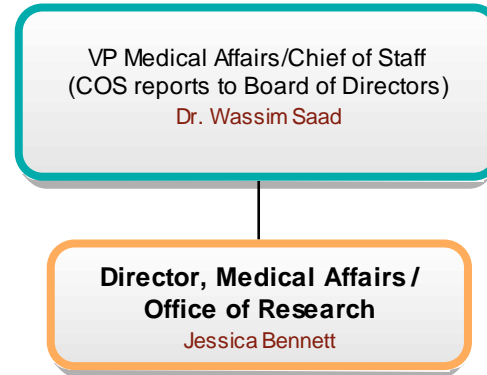 VP Medical Affairs/Chief of Staff
(COS reports to Board of Directors)
Dr. Wassim Saad
Director, Medical Affairs /
Office of Research
Jessica Bennett